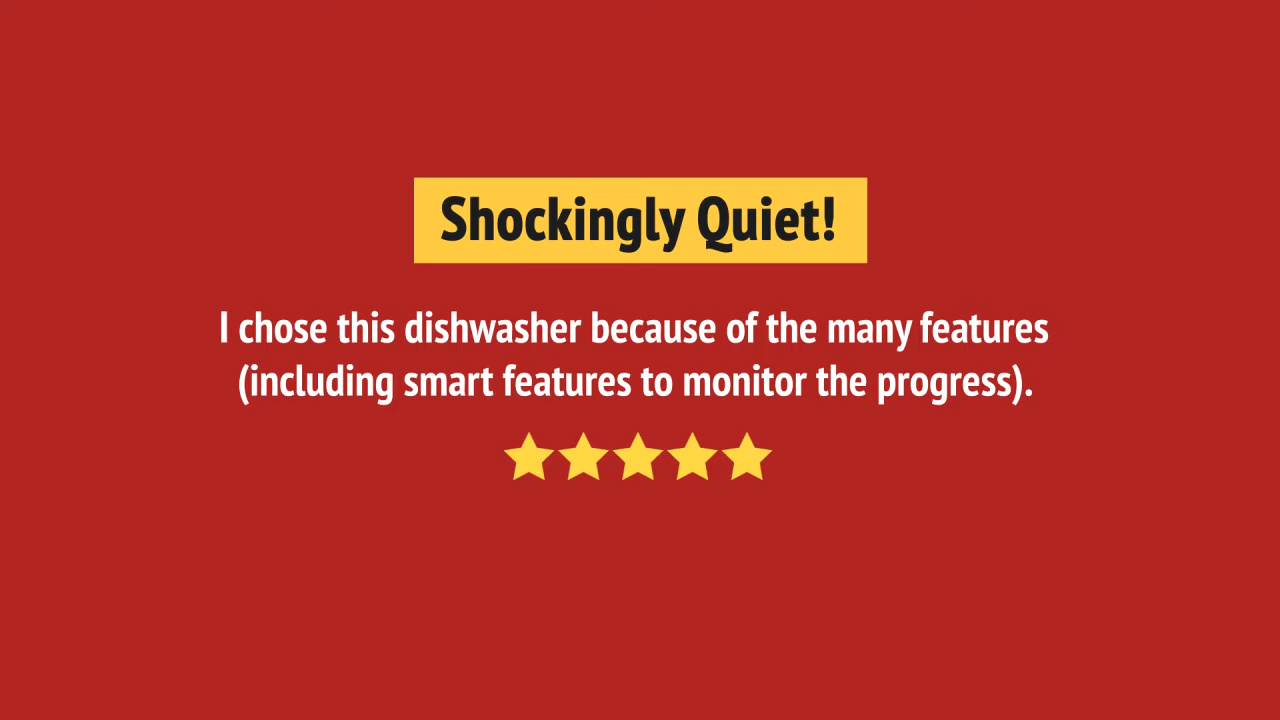 Shockingly Quiet!
I chose this dishwasher because of the many features
(including smart features to monitor the progress).